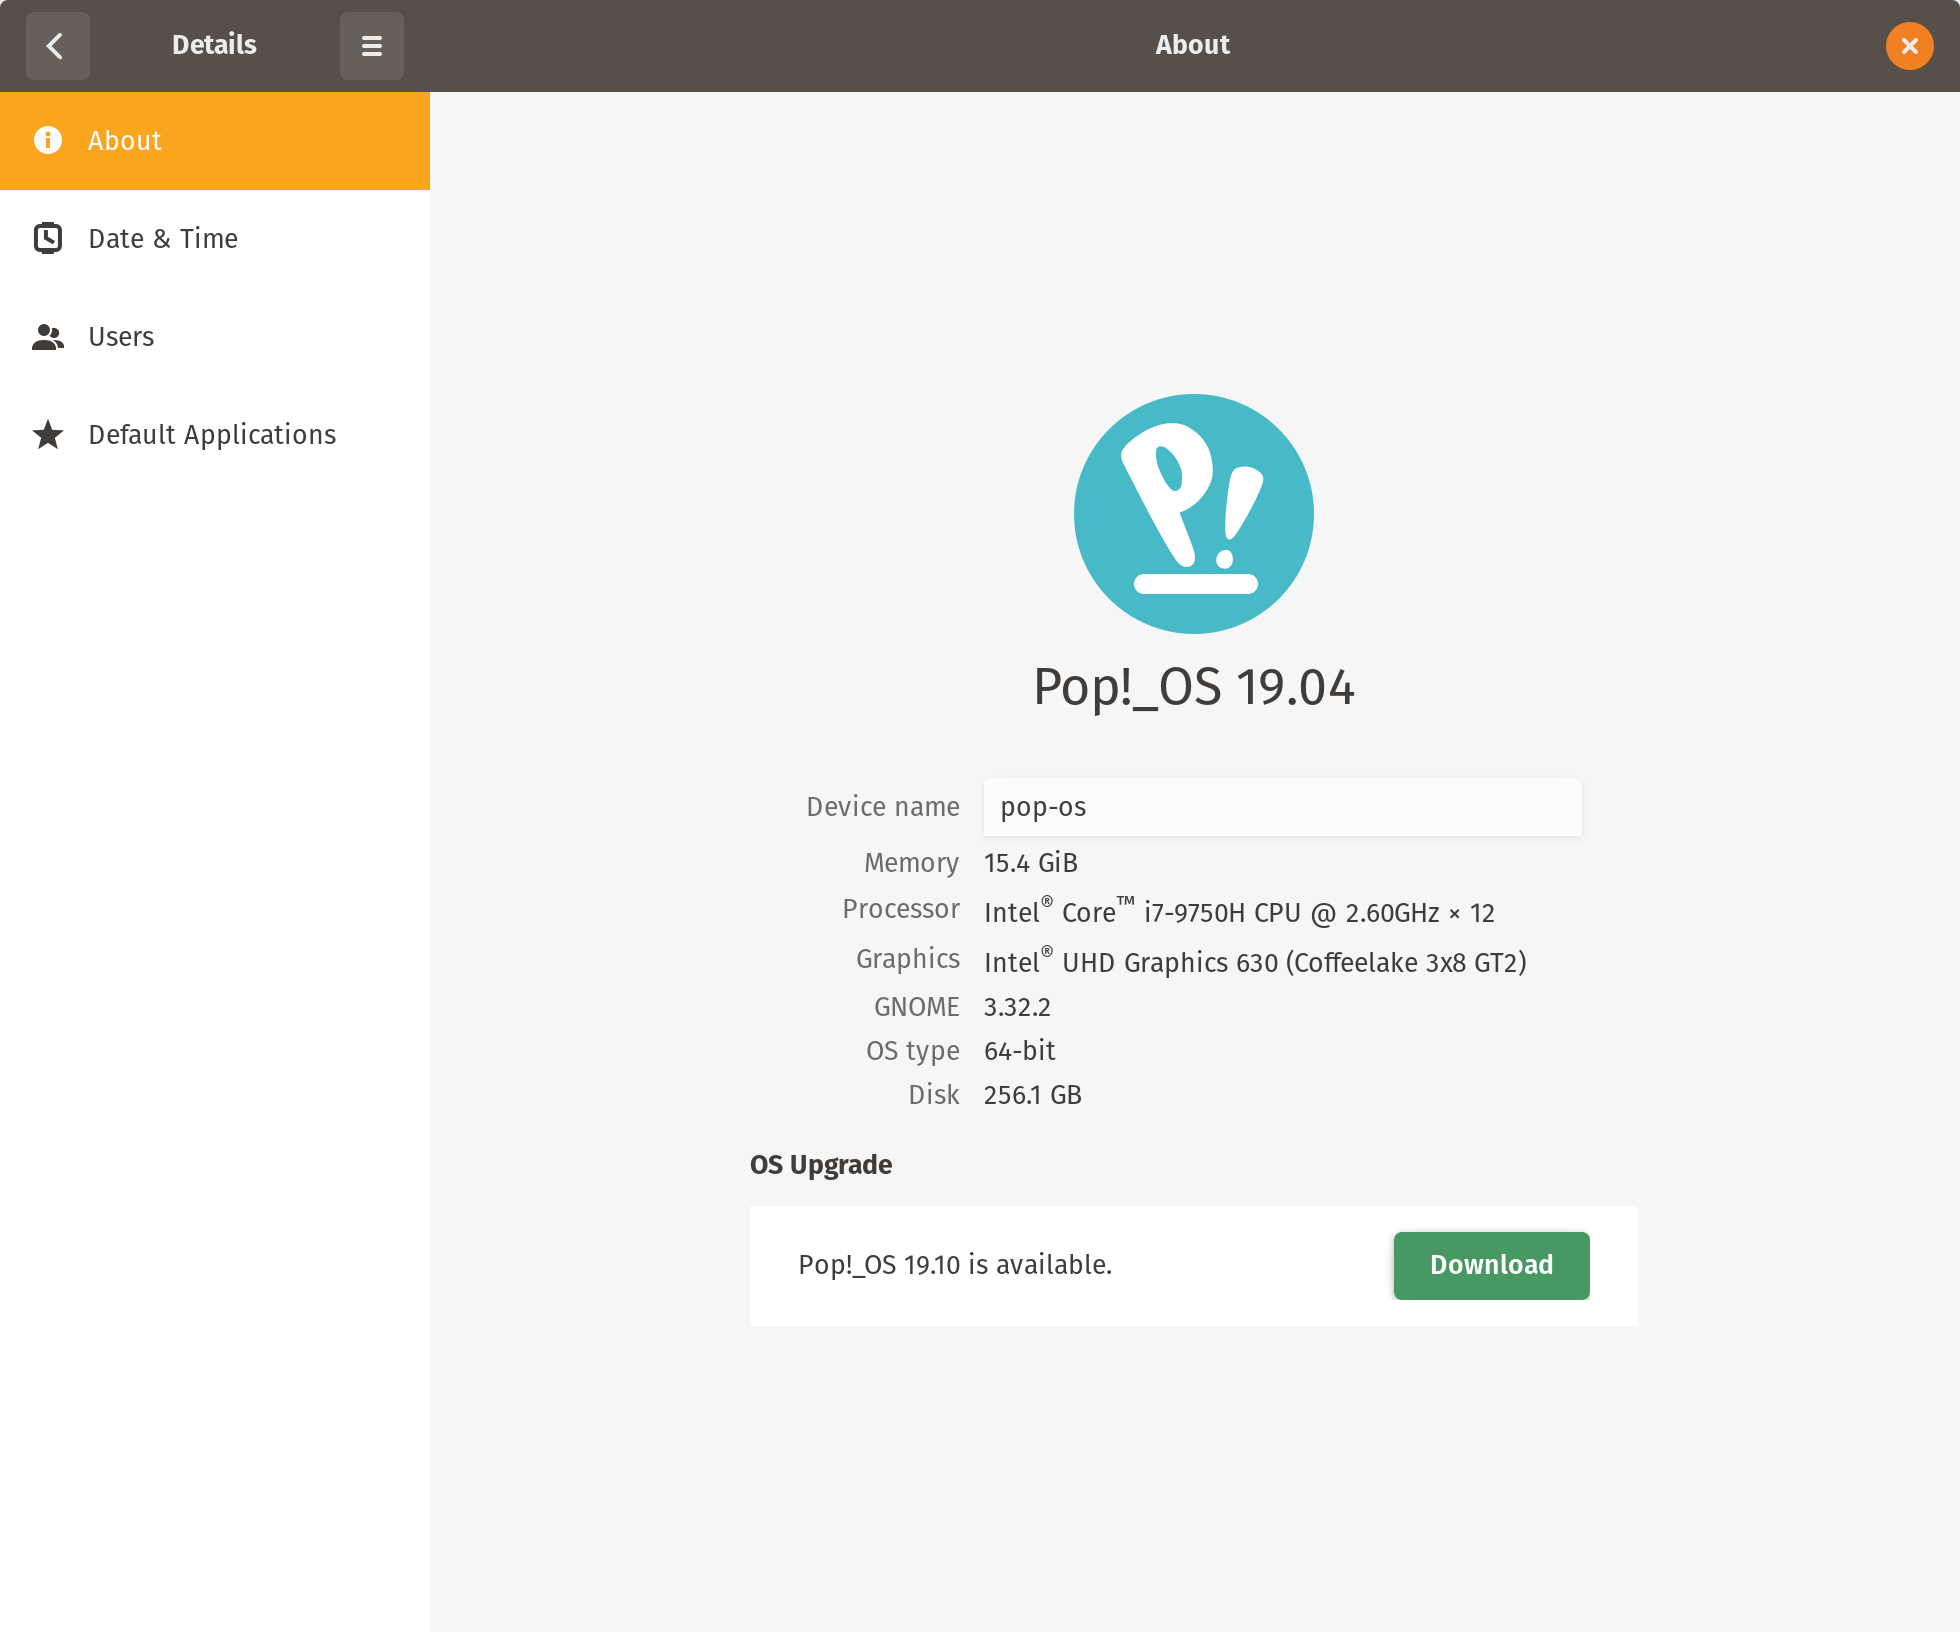 Details
About
About
Date & Time
Users
Default Applications
P!
Pop!_OS 19.04
Device name pop-os
Memory 15.4 GiB
Processor Intel® Core™ i7-9750H CPU @ 2.60GHz × 12
Graphics Intel® UHD Graphics 630 (Coffeelake 3x8 GT2)
GNOME 3.32.2
OS type 64-bit
Disk 256.1 GB
OS Upgrade
Pop!_OS 19.10 is available. Download